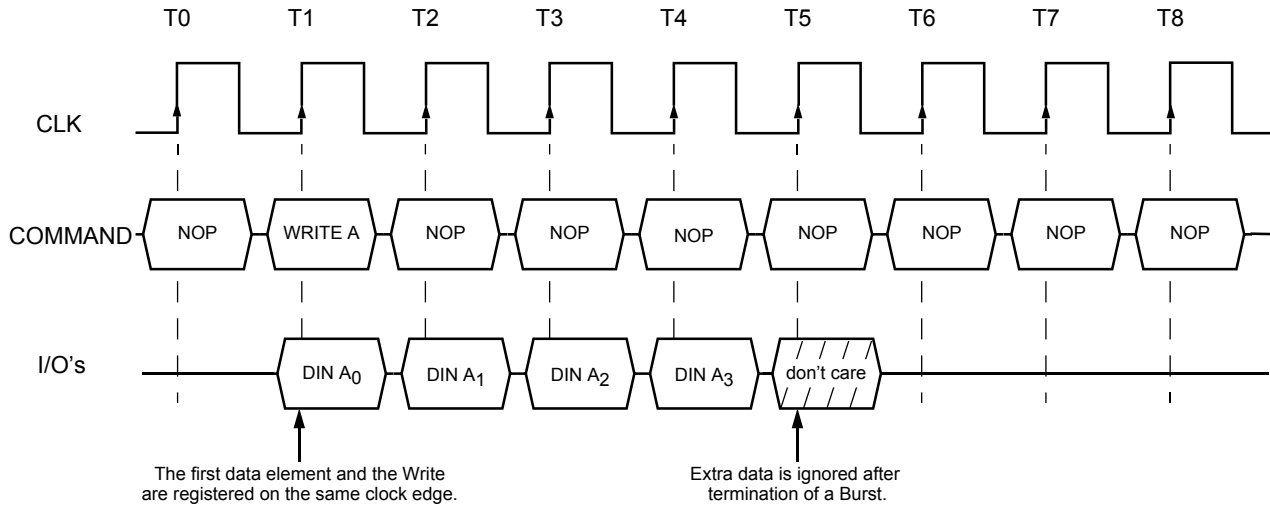 T0 T1 T2 T3 T4 T5 T6 T7 T8
CLK
COMMAND NOP WRITE A NOP NOP NOP NOP NOP NOP NOP
I/O's DIN A0 DIN A1 DIN A2 DIN A3 don't care
The first data element and the Write
are registered on the same clock edge.
Extra data is ignored after
termination of a Burst.